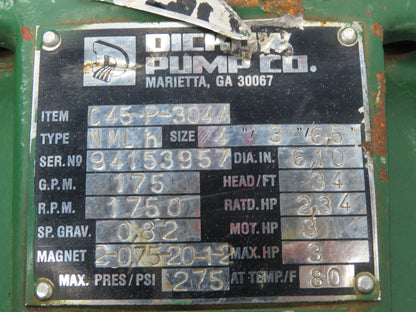 DICKOW
PUMP CO.
MARIETTA, GA 30067
ITEM C45-P-304A
TYPE NMLh SIZE 4"/3"/6,5"
SER.NO 94153957 DIA. IN. 6,10
G.P.M. 175 HEAD/FT 34
R.P.M. 1750 RATD. HP 2,34
SP. GRAV. 0,82 MOT. HP 3
MAGNET 2-075-20-1-2 MAX. HP 3
MAX. PRES/PSI 275 AT TEMP./F 80